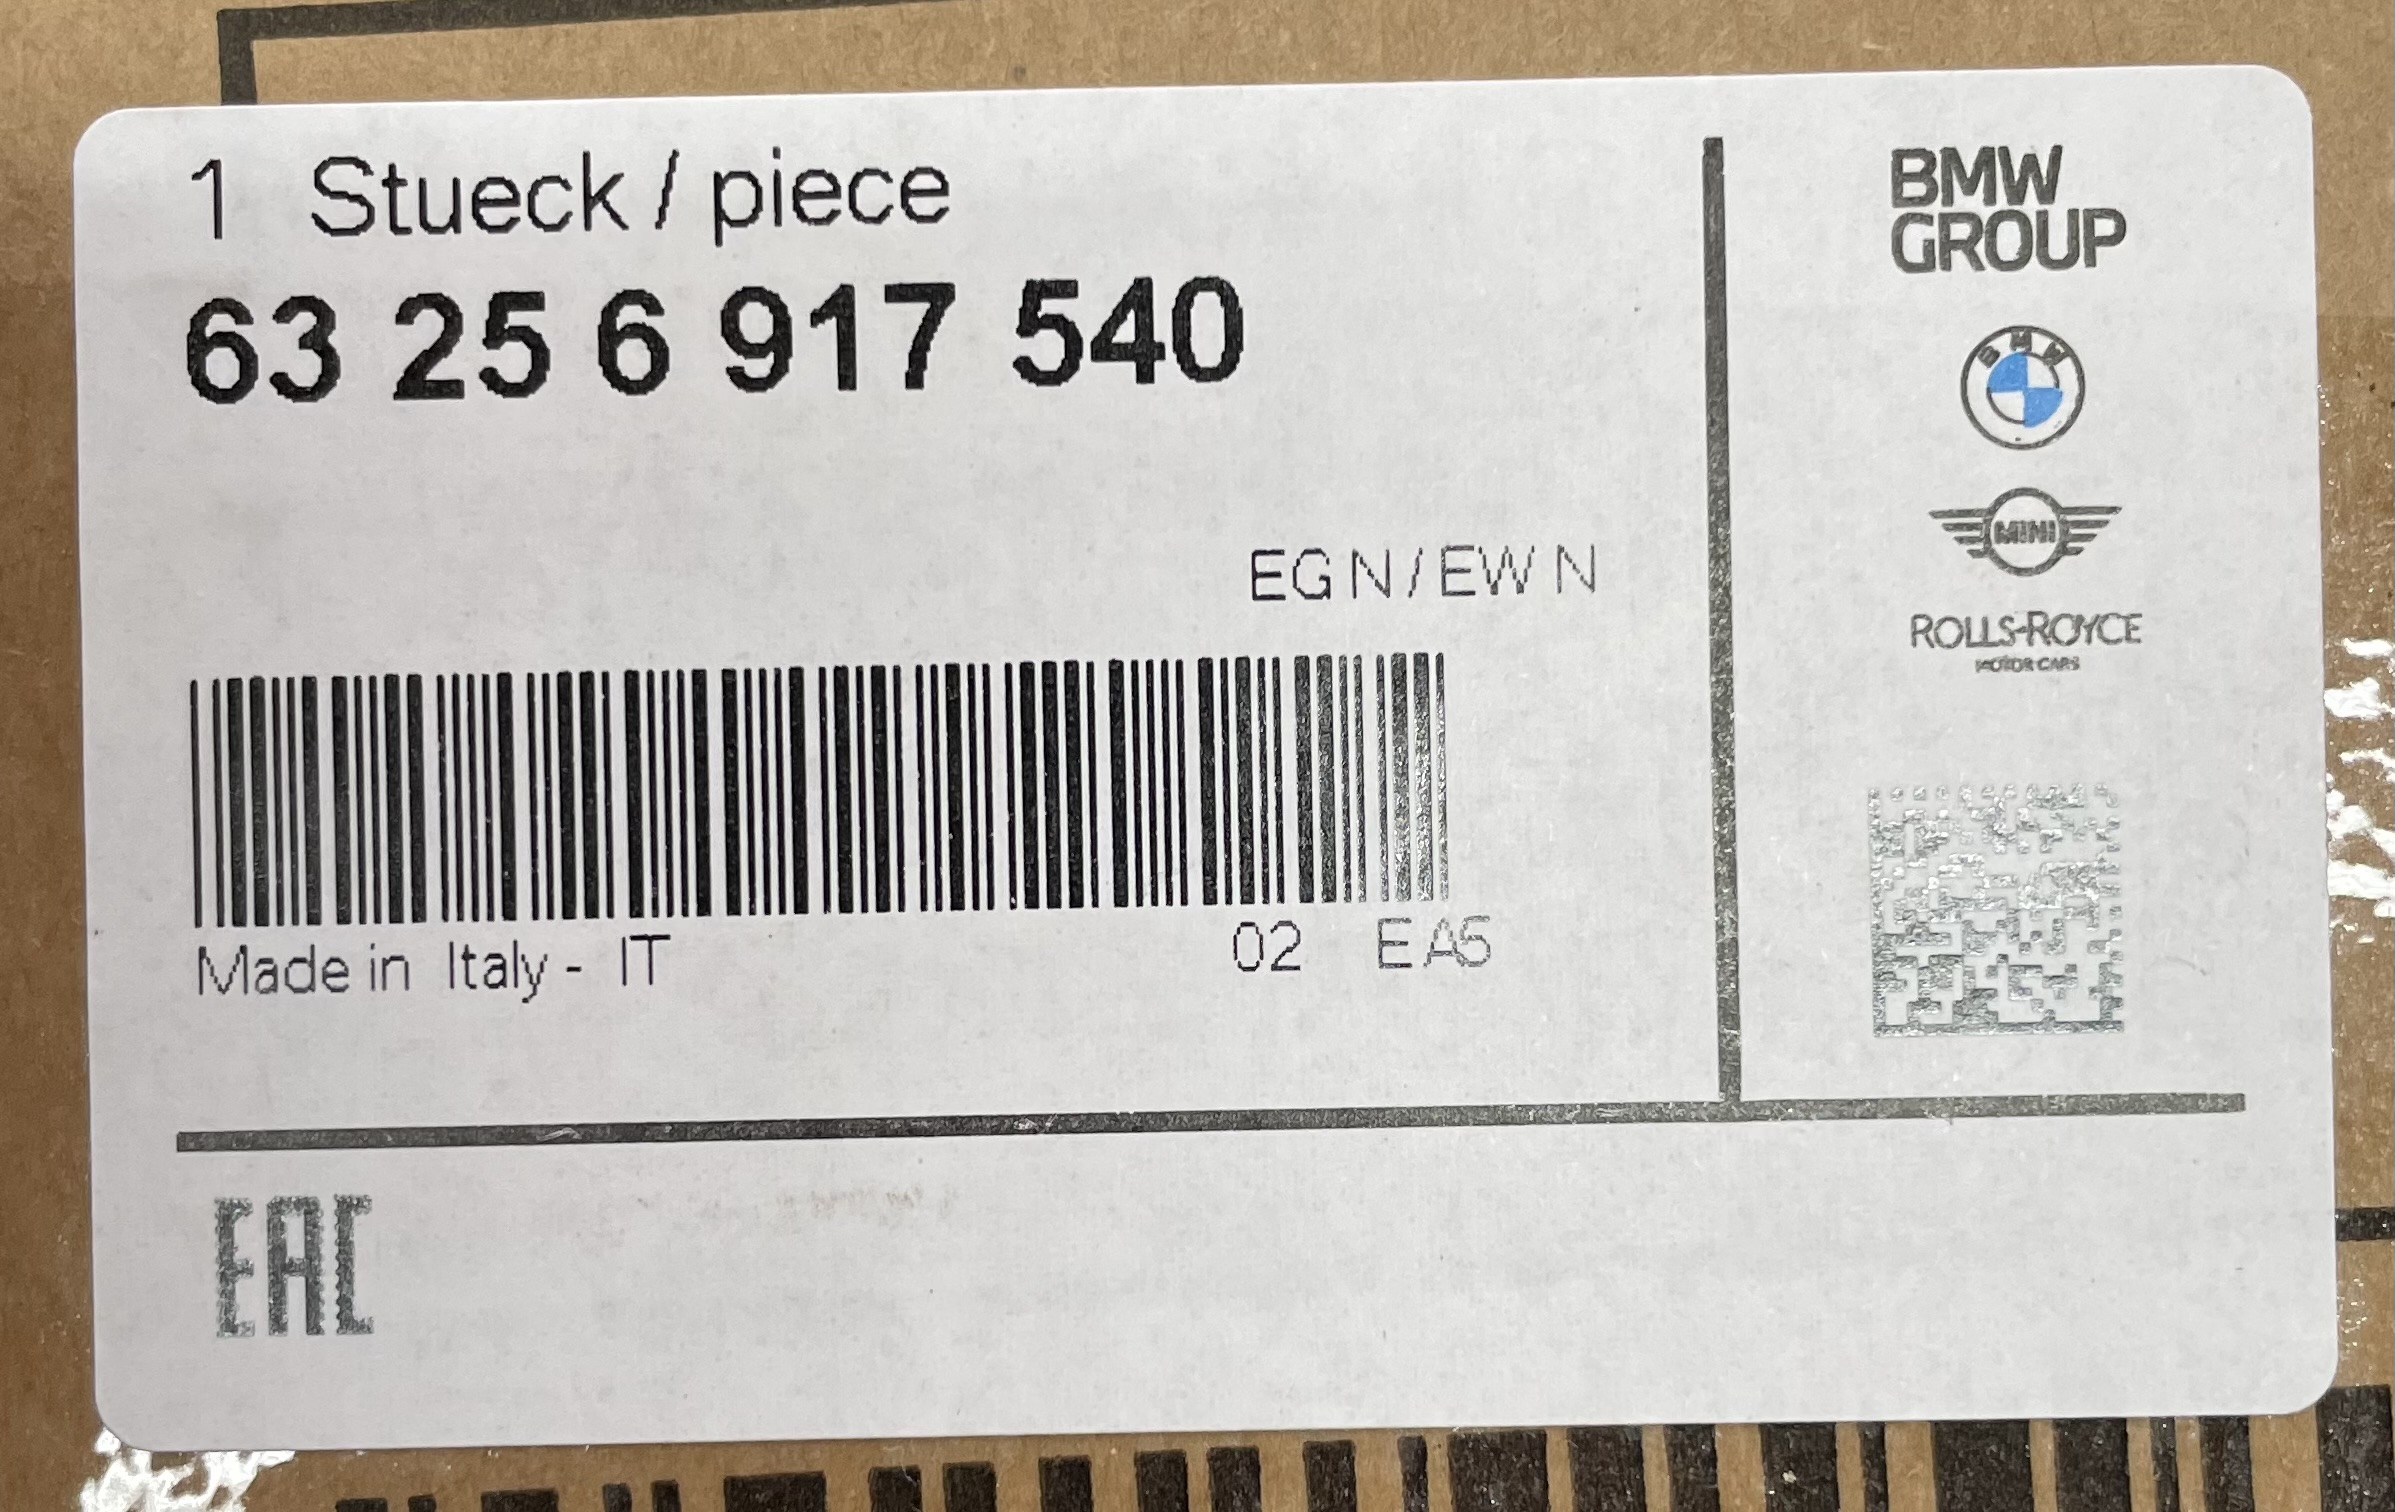 1 Stueck / piece
63 25 6 917 540
EG N / EW N
Made in Italy - IT
02 EA5
EAC
BMW
GROUP
BMW
MINI
ROLLS-ROYCE
MOTOR CARS